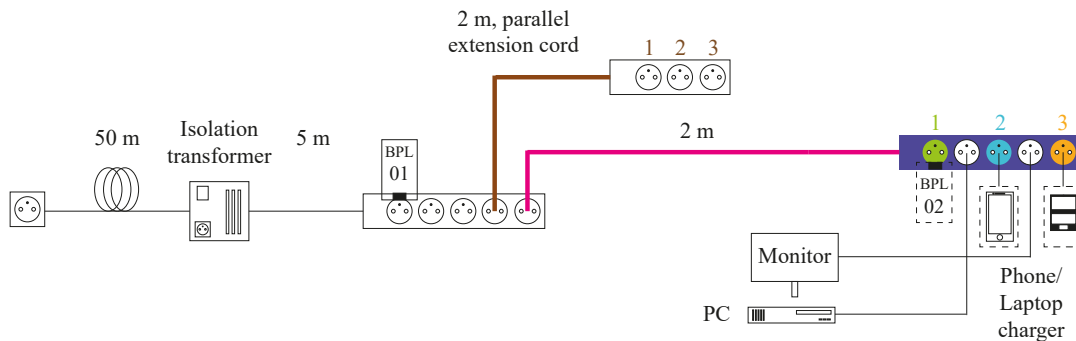 2 m, parallel
extension cord
1 2 3
50 m
Isolation
transformer
5 m
2 m
1 2 3
BPL
01
BPL
02
Monitor
PC
Phone/
Laptop
charger